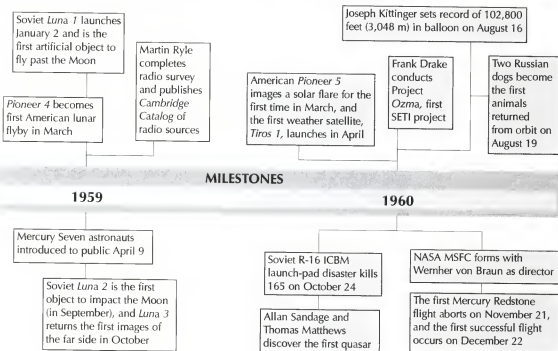 Soviet Luna 1 launches
January 2 and is the
first artificial object to
fly past the Moon
Pioneer 4 becomes
first American lunar
flyby in March
Martin Ryle
completes
radio survey
and publishes
Cambridge
Catalog of
radio sources
Joseph Kittinger sets record of 102,800
feet (3,048 m) in balloon on August 16
American Pioneer 5
images a solar flare for the
first time in March, and
the first weather satellite,
Tiros 1, launches in April
Frank Drake
conducts
Project
Ozma, first
SETI project
Two Russian
dogs become
the first
animals
returned
from orbit on
August 19
MILESTONES
1959
1960
Mercury Seven astronauts
introduced to public April 9
Soviet Luna 2 is the first
object to impact the Moon
(in September), and Luna 3
returns the first images of
the far side in October
Soviet R-16 ICBM
launch-pad disaster kills
165 on October 24
Allan Sandage and
Thomas Matthews
discover the first quasar
NASA MSFC forms with
Wernher von Braun as director
The first Mercury Redstone
flight aborts on November 21,
and the first successful flight
occurs on December 22